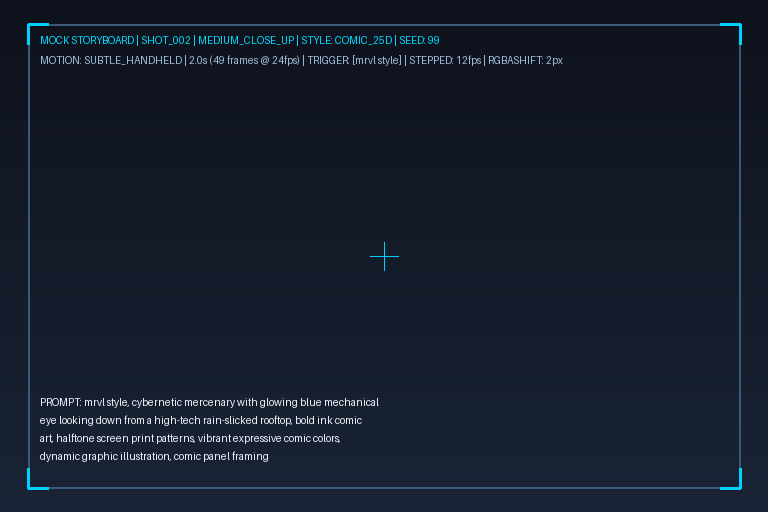 MOCK STORYBOARD | SHOT_002 | MEDIUM_CLOSE_UP | STYLE: COMIC_25D | SEED: 99
MOTION: SUBTLE_HANDHELD | 2.0s (49 frames @ 24fps) | TRIGGER: [mrvl style] | STEPPED: 12fps | RGBASHIFT: 2px
PROMPT: mrvl style, cybernetic mercenary with glowing blue mechanical
eye looking down from a high-tech rain-slicked rooftop, bold ink comic
art, halftone screen print patterns, vibrant expressive comic colors,
dynamic graphic illustration, comic panel framing